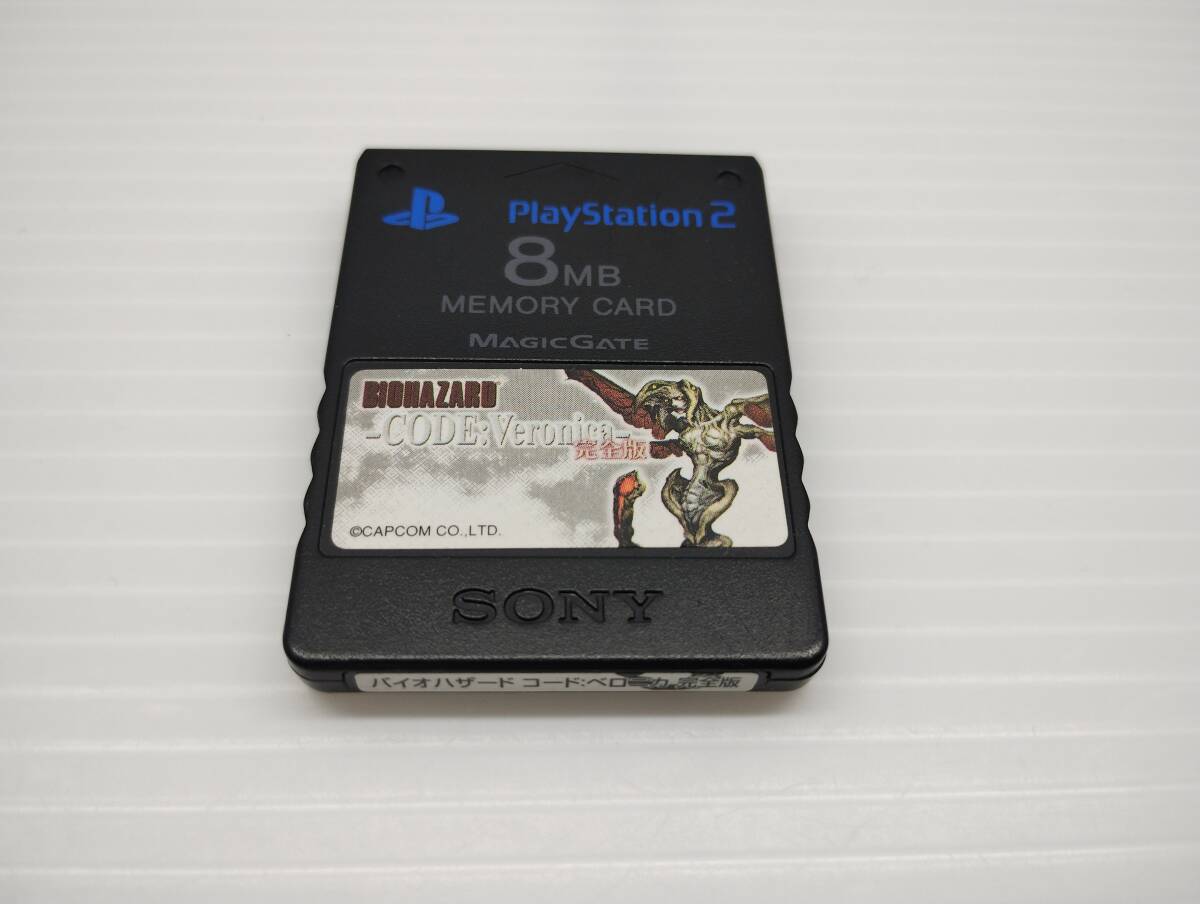 PlayStation 2
8MB
MEMORY CARD
MAGICGATE
BIOHAZARD
-CODE:Veronica-
完全版
©CAPCOM CO.,LTD.
SONY
バイオハザード コード:ベロニカ 完全版